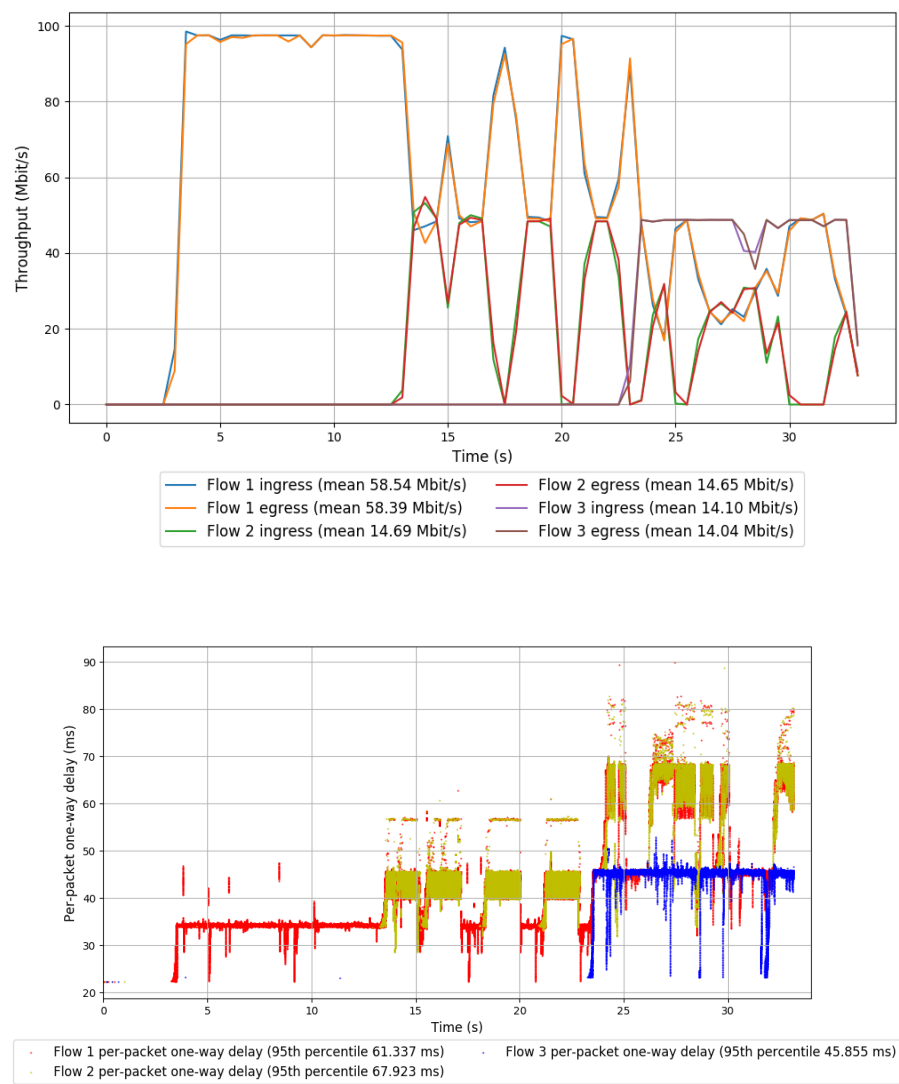 100
80
60
40
20
0
Throughput (Mbit/s)
0 5 10 15 20 25 30
Time (s)
Flow 1 ingress (mean 58.54 Mbit/s) Flow 2 egress (mean 14.65 Mbit/s)
Flow 1 egress (mean 58.39 Mbit/s) Flow 3 ingress (mean 14.10 Mbit/s)
Flow 2 ingress (mean 14.69 Mbit/s) Flow 3 egress (mean 14.04 Mbit/s)
90
80
70
60
50
40
30
20
Per-packet one-way delay (ms)
0 5 10 15 20 25 30
Time (s)
Flow 1 per-packet one-way delay (95th percentile 61.337 ms) Flow 3 per-packet one-way delay (95th percentile 45.855 ms)
Flow 2 per-packet one-way delay (95th percentile 67.923 ms)